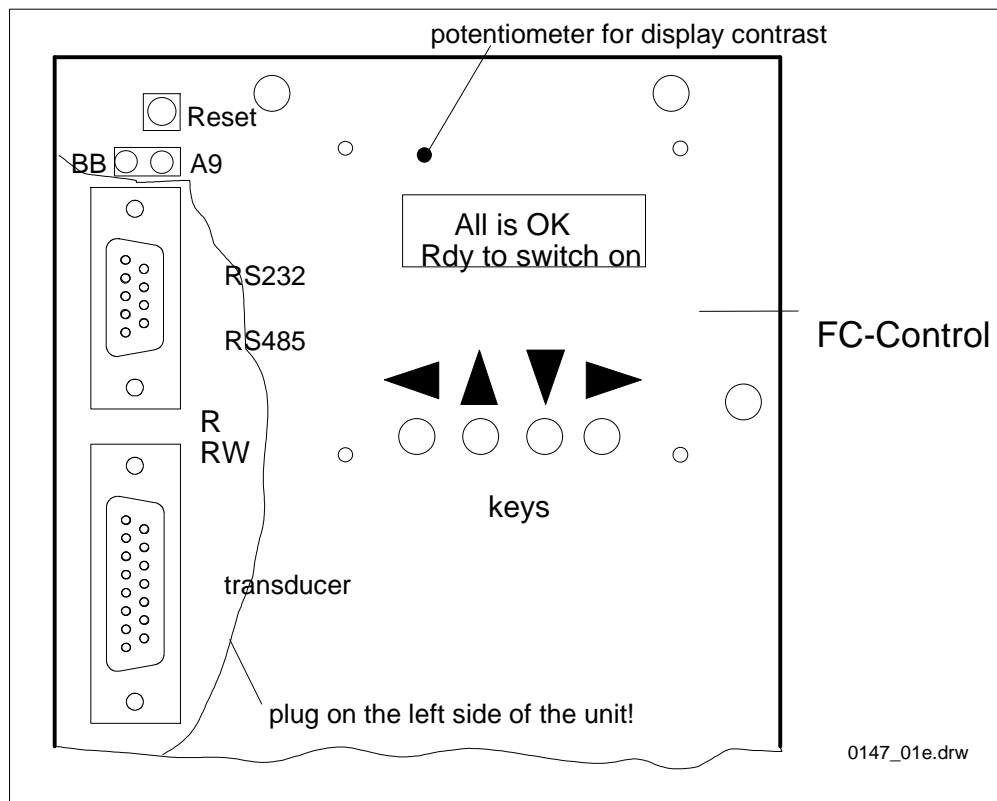 potentiometer for display contrast
Reset
BB A9
All is OK
Rdy to switch on
RS232
RS485
FC-Control
R
RW
keys
transducer
plug on the left side of the unit!
0147_01e.drw